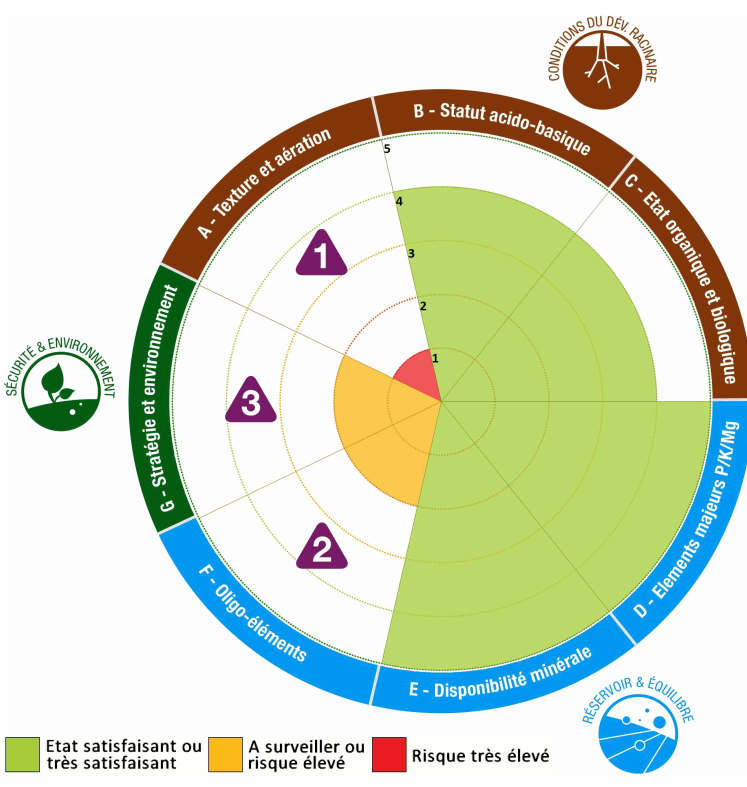 CONDITIONS DU DÉV. RACINAIRE
B - Statut acido-basique
A - Texture et aération
C - Etat organique et biologique
5
4
3
2
1
1
SÉCURITÉ & ENVIRONNEMENT
G - Stratégie et environnement
3
2
D - Elements majeurs P/K/Mg
F - Oligo-éléments
E - Disponibilité minérale
RÉSERVOIR & ÉQUILIBRE
Etat satisfaisant ou
très satisfaisant
A surveiller ou
risque élevé
Risque très élevé